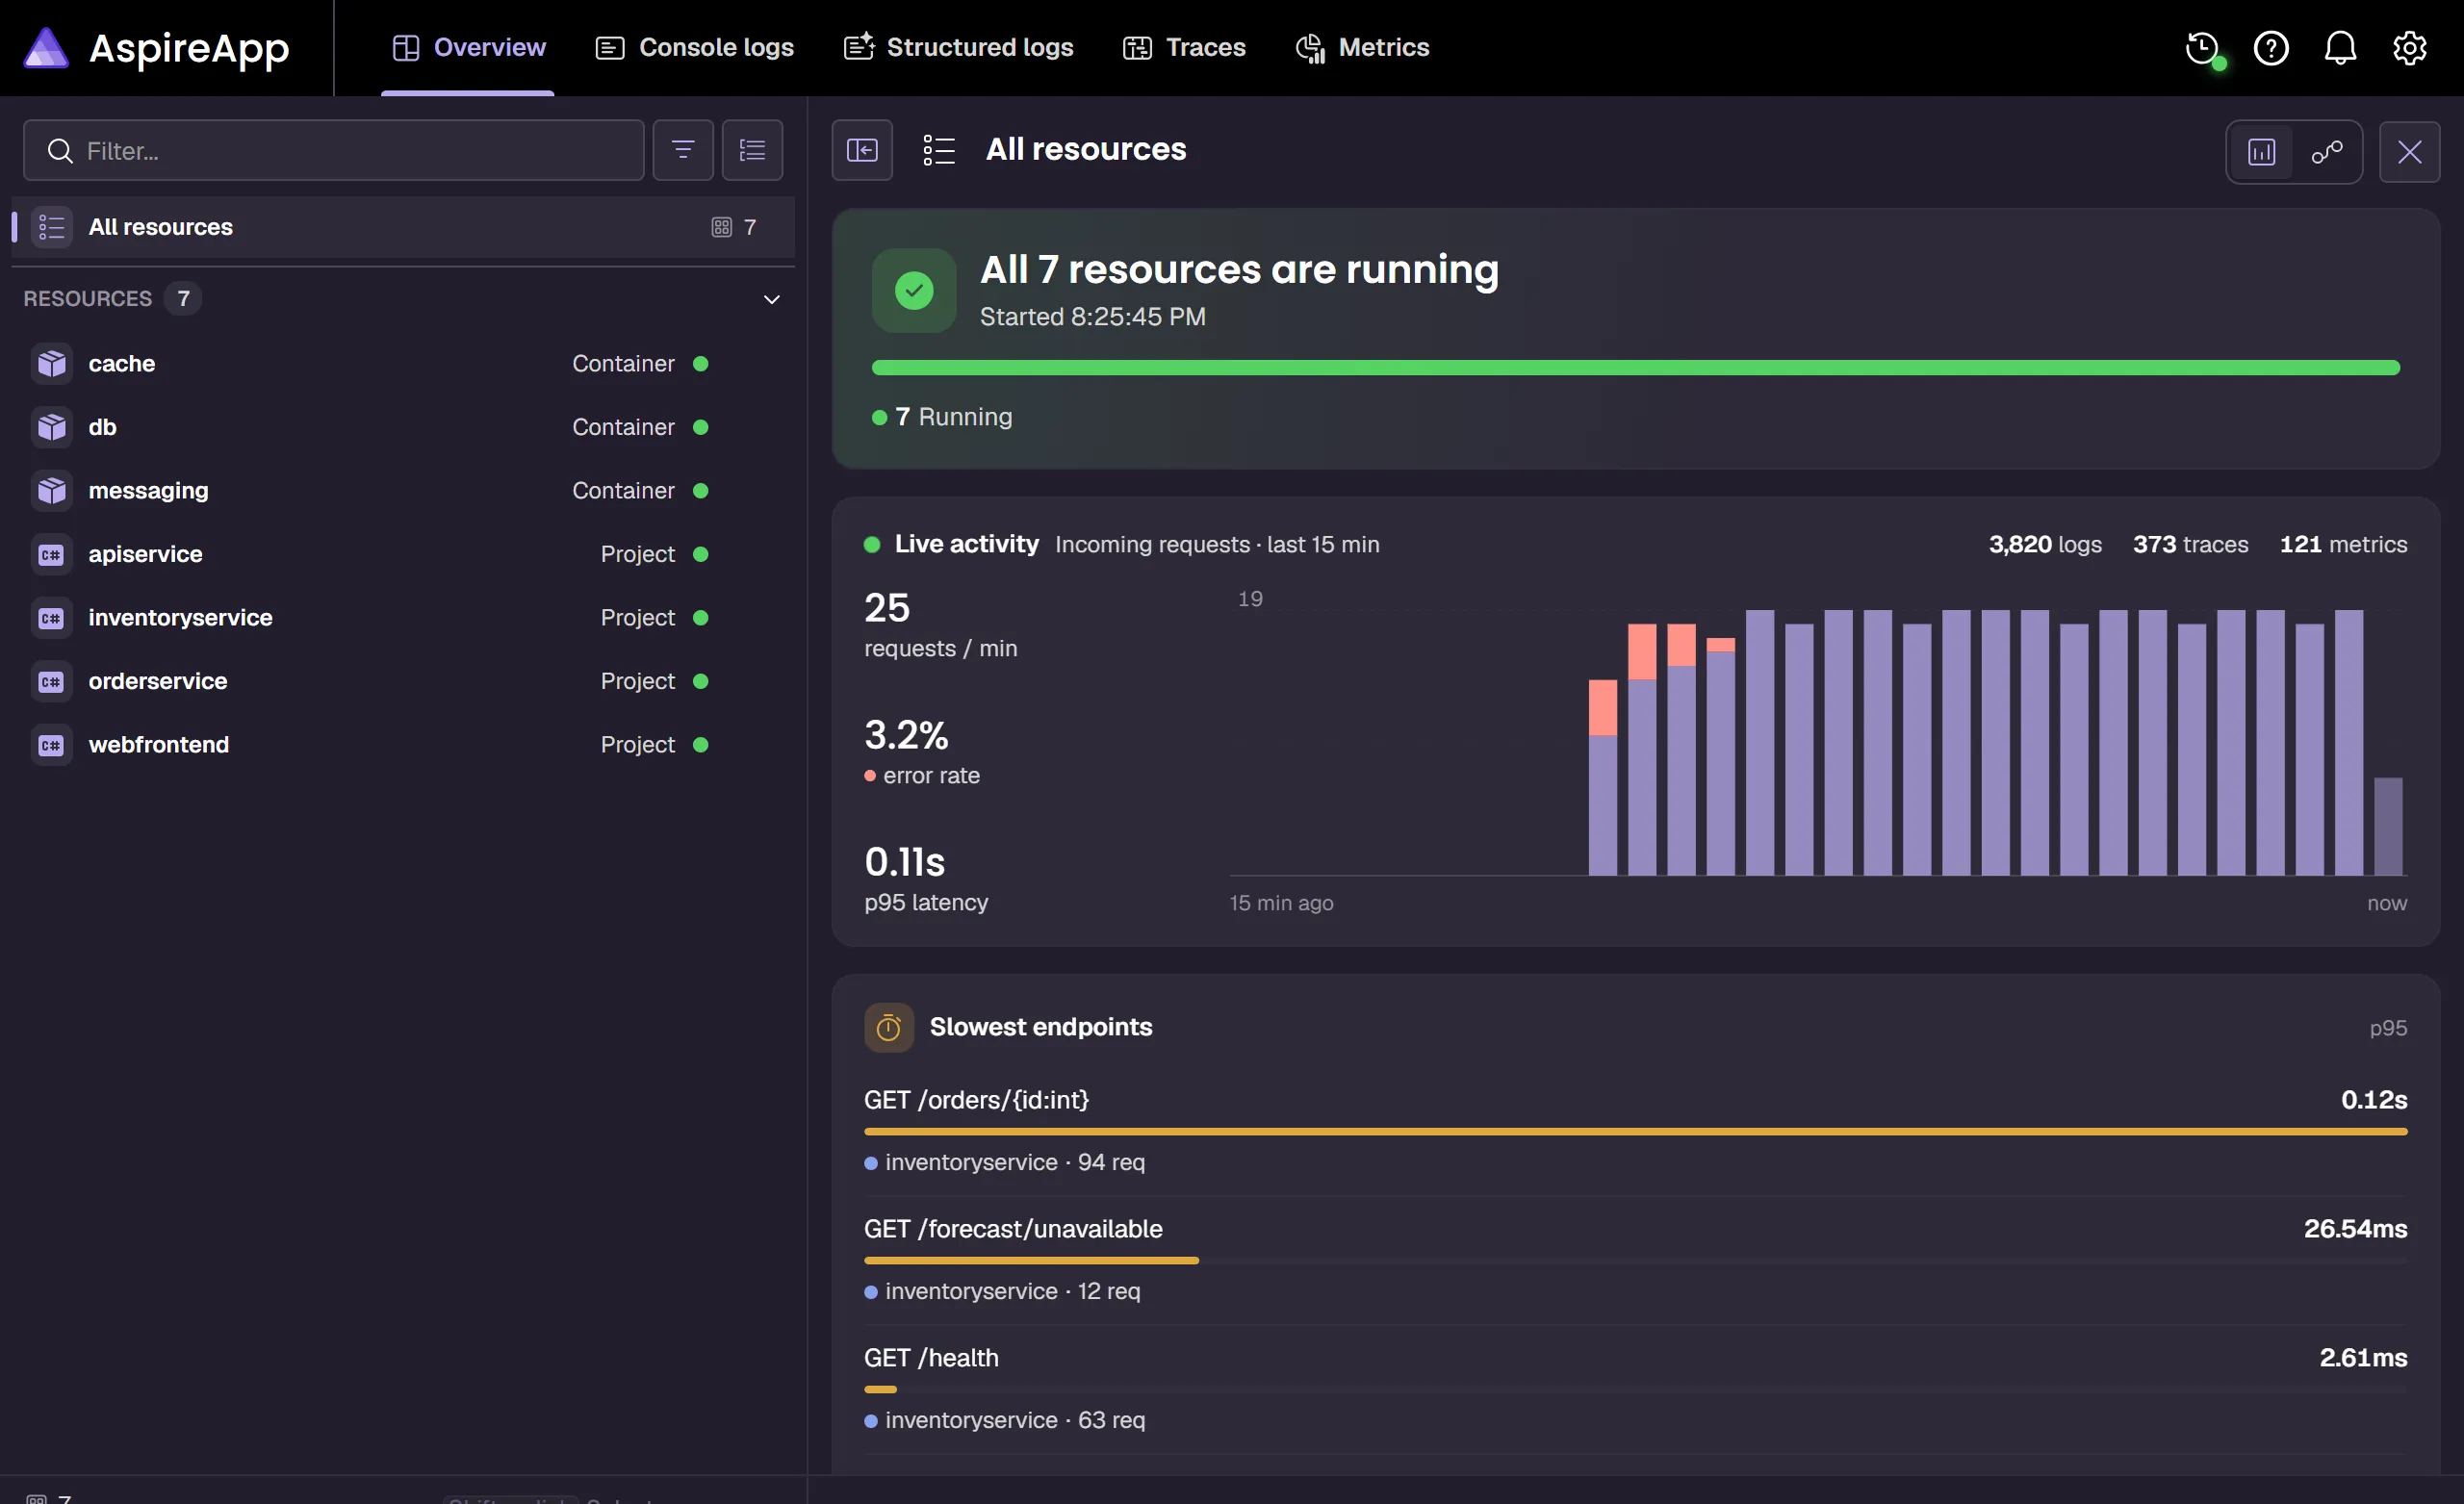 AspireApp
Overview
Console logs
Structured logs
Traces
Metrics
Filter...
All resources
7
RESOURCES 7
cache Container
db Container
messaging Container
C# apiservice Project
C# inventoryservice Project
C# orderservice Project
C# webfrontend Project
7
All resources
All 7 resources are running
Started 8:25:45 PM
7 Running
Live activity Incoming requests · last 15 min
3,820 logs 373 traces 121 metrics
25
requests / min
3.2%
error rate
0.11s
p95 latency
19
15 min ago
now
Slowest endpoints
p95
GET /orders/{id:int}
0.12s
inventoryservice · 94 req
GET /forecast/unavailable
26.54ms
inventoryservice · 12 req
GET /health
2.61ms
inventoryservice · 63 req